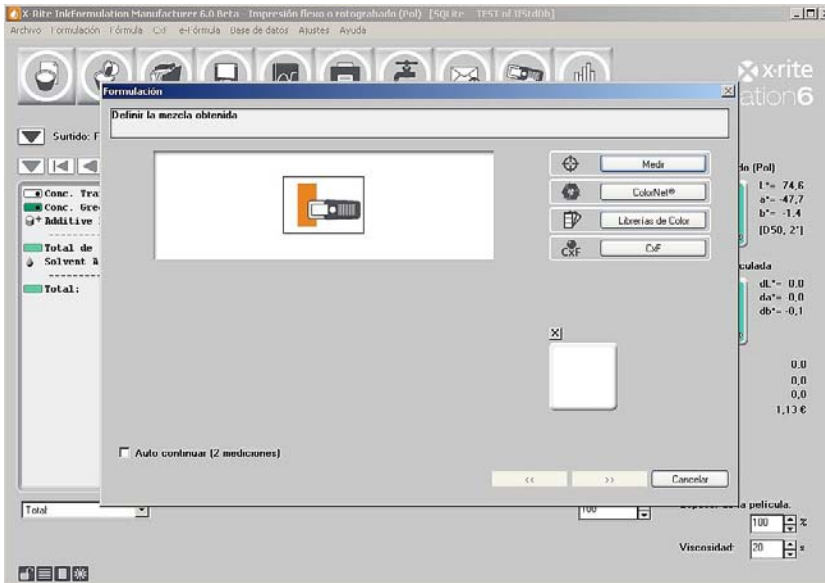 X-Rite InkFormulation Manufacturer 6.0 Beta - Impresión flexo o rotograbado (Pol) [SQLite TEST nf IFStdDb]
Archivo Formulación Fórmula CxF e-Fórmula Base de datos Ajustes Ayuda
x·rite
ation6
Formulación
Definir la mezcla obtenida
Surtido: F
Medir
ColorNet®
Librerías de Color
CxF
CxF
Conc. Tra
Conc. Gre
Additive
Total de
Solvent A
Total:
do (Pol)
L*= 74,6
a*= -47,7
b*= -1,4
[D50, 2°]
culada
dL*= 0,0
da*= 0,0
db*= -0,1
0,0
0,0
0,0
1,13 €
Auto continuar (2 mediciones)
<<
>>
Cancelar
Total
100
a película:
100 %
Viscosidad: 20 s